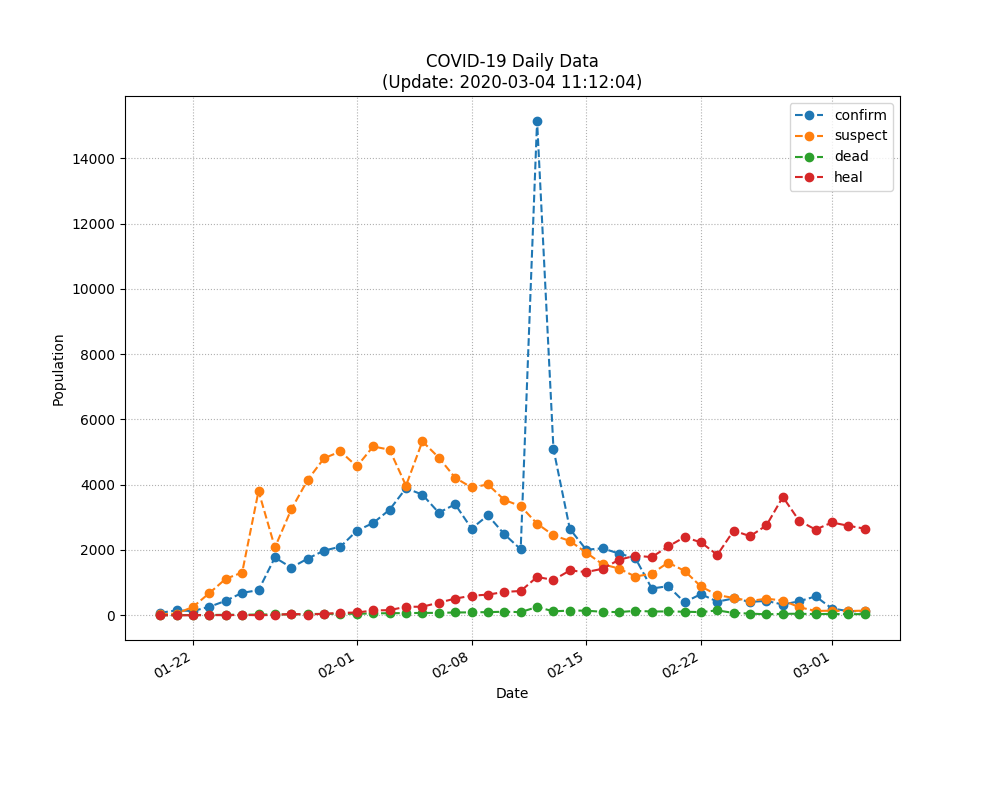 COVID-19 Daily Data
(Update: 2020-03-04 11:12:04)
confirm
suspect
dead
heal
Population
14000
12000
10000
8000
6000
4000
2000
0
01-22
02-01
02-08
02-15
02-22
03-01
Date